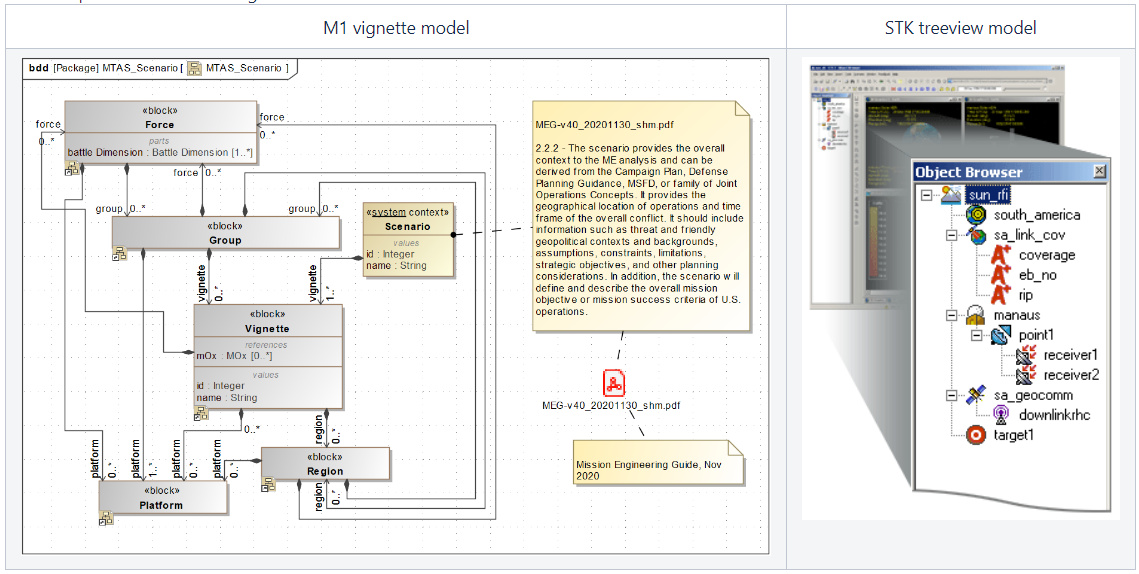 M1 vignette model
STK treeview model
bdd [Package] MTAS_Scenario [ MTAS_Scenario ]
«block»
Force
parts
battle Dimension : Battle Dimension [1..*]
force
0..*
force
0..*
force 0..*
group 0..*
group 0..*
«block»
Group
«system context»
Scenario
values
id : Integer
name : String
vignette
0..*
vignette
1..*
«block»
Vignette
references
mOx : MOx [0..*]
values
id : Integer
name : String
0..*
region
0..*
platform
0..*
platform
1..*
platform
0..*
platform
0..*
«block»
Region
region
0..*
«block»
Platform
MEG-v40_20201130_shm.pdf
2.2.2 - The scenario provides the overall
context to the ME analysis and can be
derived from the Campaign Plan, Defense
Planning Guidance, MSFD, or family of Joint
Operations Concepts. It provides the
geographical location of operations and time
frame of the overall conflict. It should include
information such as threat and friendly
geopolitical contexts and backgrounds,
assumptions, constraints, limitations,
strategic objectives, and other planning
considerations. In addition, the scenario will
define and describe the overall mission
objective or mission success criteria of U.S.
operations.
MEG-v40_20201130_shm.pdf
Mission Engineering Guide, Nov
2020
Object Browser
sun_rfi
south_america
sa_link_cov
coverage
eb_no
rip
manaus
point1
receiver1
receiver2
sa_geocomm
downlinkrhc
target1